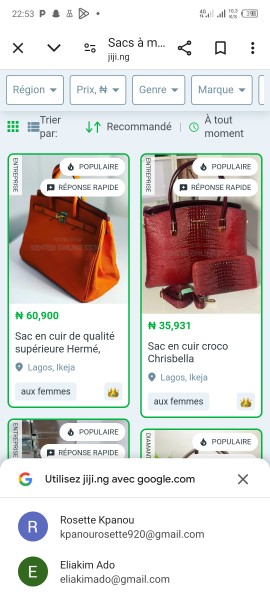 22:53
Sacs à m...
jiji.ng
Région
Prix, ₦
Genre
Marque
Trier par:
Recommandé
À tout moment
ENTREPRISE
POPULAIRE
RÉPONSE RAPIDE
₦ 60,900
Sac en cuir de qualité
supérieure Hermé,
Lagos, Ikeja
aux femmes
ENTREPRISE
POPULAIRE
RÉPONSE RAPIDE
₦ 35,931
Sac en cuir croco
Chrisbella
Lagos, Ikeja
aux femmes
POPULAIRE
RÉPONSE RAPIDE
DIAMANT
POPULAIRE
Utilisez jiji.ng avec google.com
R
Rosette Kpanou
kpanourosette920@gmail.com
E
Eliakim Ado
eliakimado@gmail.com